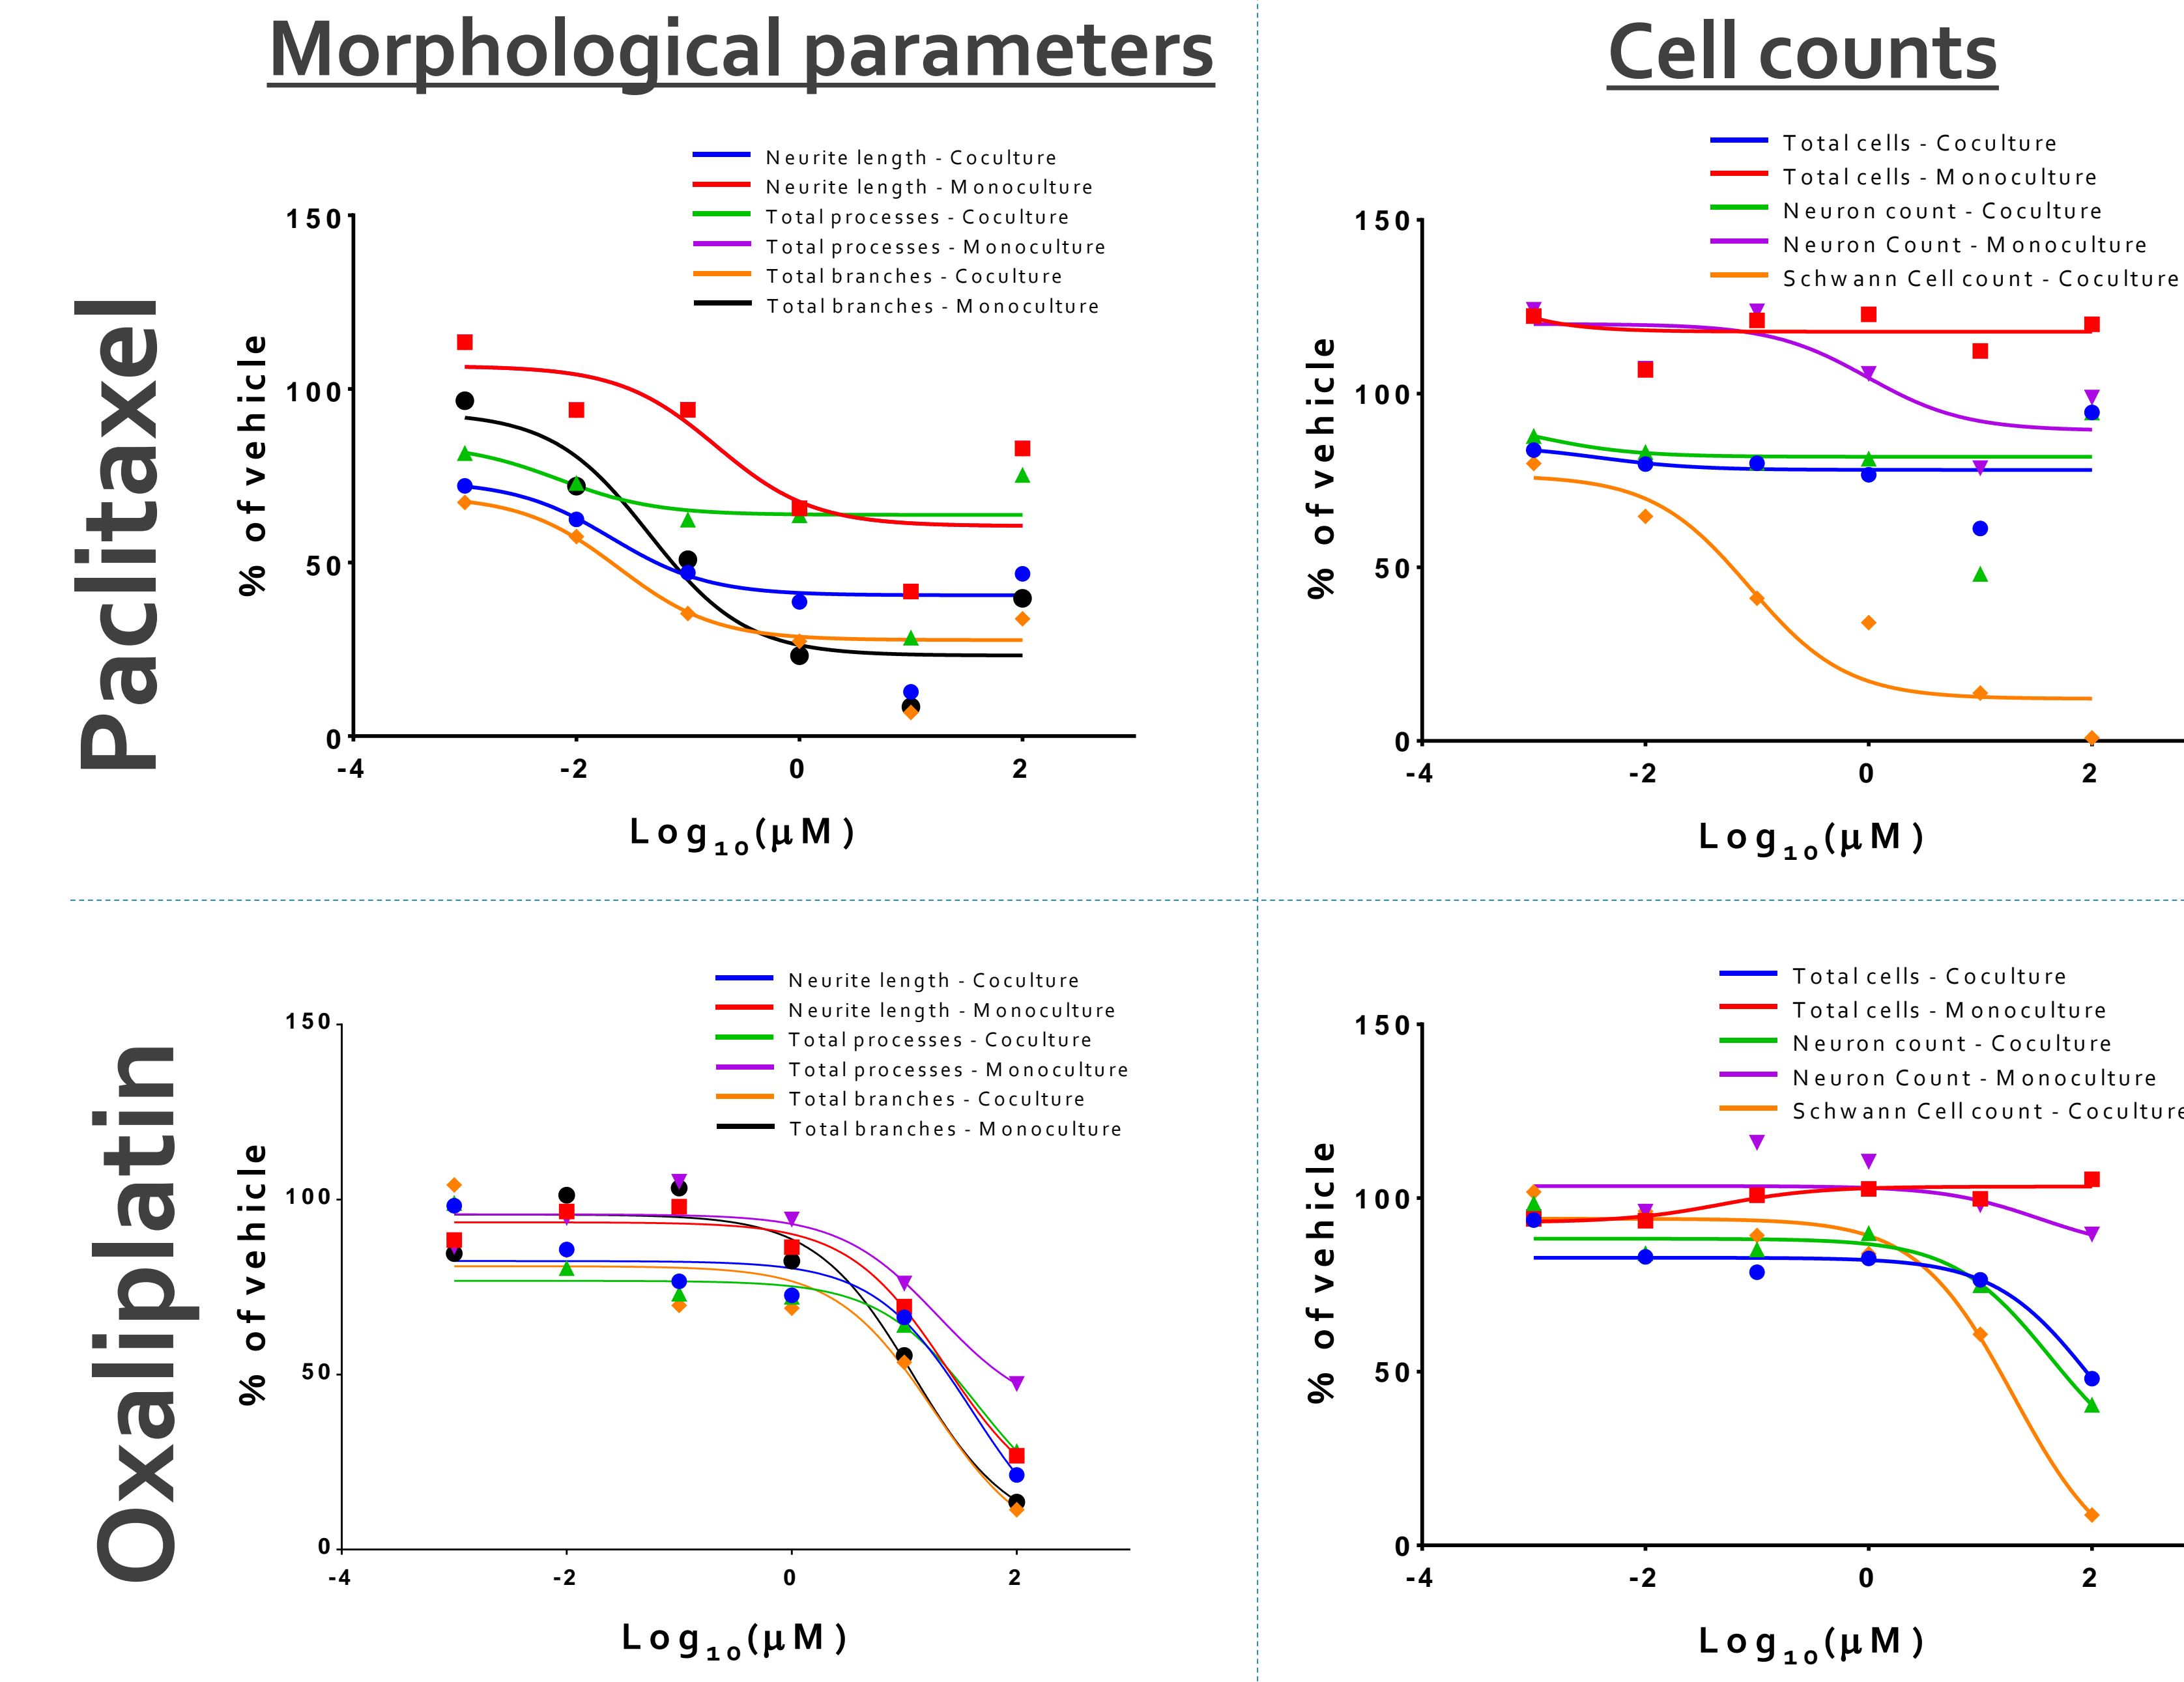 Morphological parameters
Cell counts
Paclitaxel
Neurite length - Coculture
Neurite length - Monoculture
Total processes - Coculture
Total processes - Monoculture
Total branches - Coculture
Total branches - Monoculture
% of vehicle
150
100
50
0
-4
-2
0
2
Log10(μM)
Total cells - Coculture
Total cells - Monoculture
Neuron count - Coculture
Neuron Count - Monoculture
Schwann Cell count - Coculture
% of vehicle
150
100
50
0
-4
-2
0
2
Log10(μM)
Oxaliplatin
Neurite length - Coculture
Neurite length - Monoculture
Total processes - Coculture
Total processes - Monoculture
Total branches - Coculture
Total branches - Monoculture
% of vehicle
150
100
50
0
-4
-2
0
2
Log10(μM)
Total cells - Coculture
Total cells - Monoculture
Neuron count - Coculture
Neuron Count - Monoculture
Schwann Cell count - Coculture
% of vehicle
150
100
50
0
-4
-2
0
2
Log10(μM)